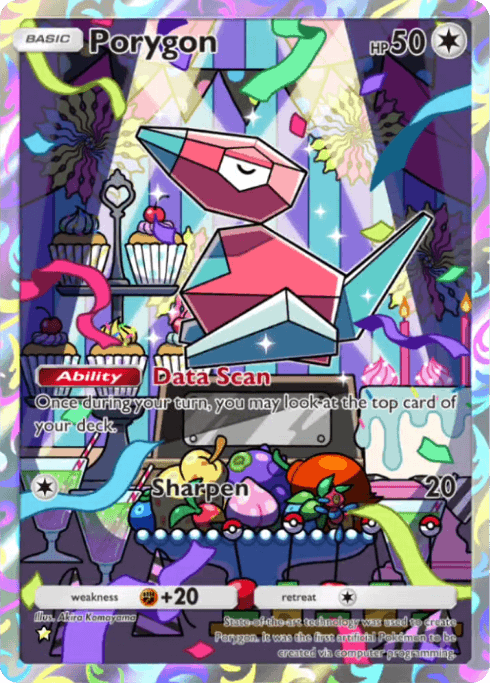 BASIC Porygon HP 50
Ability Data Scan
Once during your turn, you may look at the top card of
your deck.
Sharpen 20
weakness +20 retreat
Illus. Akira Komayama
State-of-the-art technology was used to create
Porygon. It was the first artificial Pokémon to be
created via computer programming.